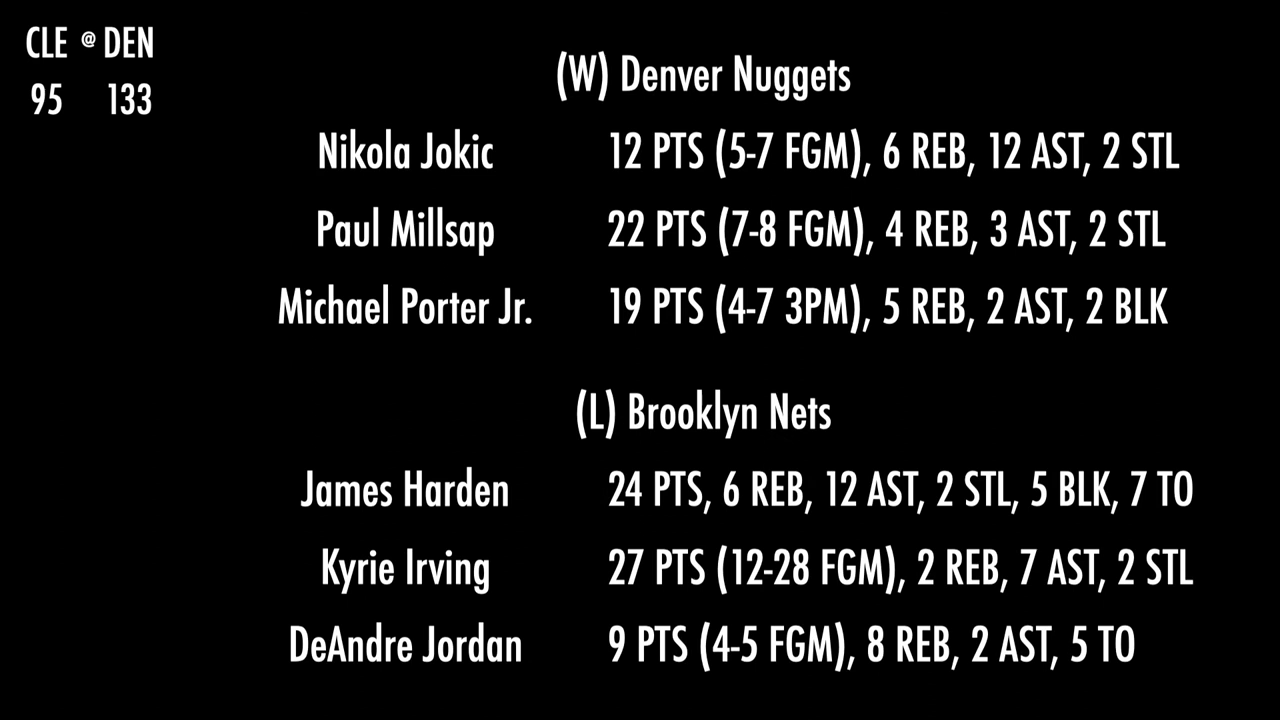 CLE @ DEN
95 133
(W) Denver Nuggets
Nikola Jokic 12 PTS (5-7 FGM), 6 REB, 12 AST, 2 STL
Paul Millsap 22 PTS (7-8 FGM), 4 REB, 3 AST, 2 STL
Michael Porter Jr. 19 PTS (4-7 3PM), 5 REB, 2 AST, 2 BLK
(L) Brooklyn Nets
James Harden 24 PTS, 6 REB, 12 AST, 2 STL, 5 BLK, 7 TO
Kyrie Irving 27 PTS (12-28 FGM), 2 REB, 7 AST, 2 STL
DeAndre Jordan 9 PTS (4-5 FGM), 8 REB, 2 AST, 5 TO